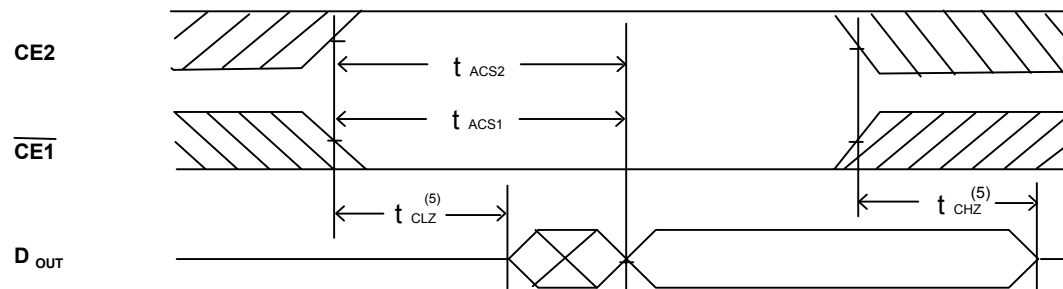 CE2
t ACS2
t ACS1
CE1
t CLZ (5)
t CHZ (5)
D OUT